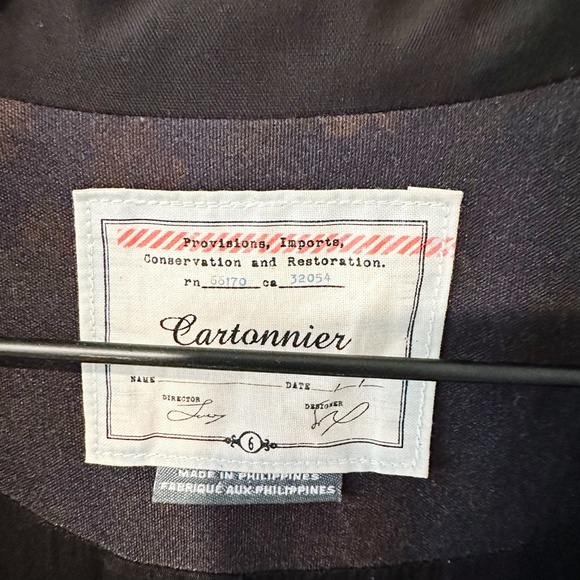 Provisions, Imports,
Conservation and Restoration.
rn 66170 ca 32054
Cartonnier
NAME DATE
DIRECTOR DESIGNER
6
MADE IN PHILIPPINES
FABRIQUÉ AUX PHILIPPINES